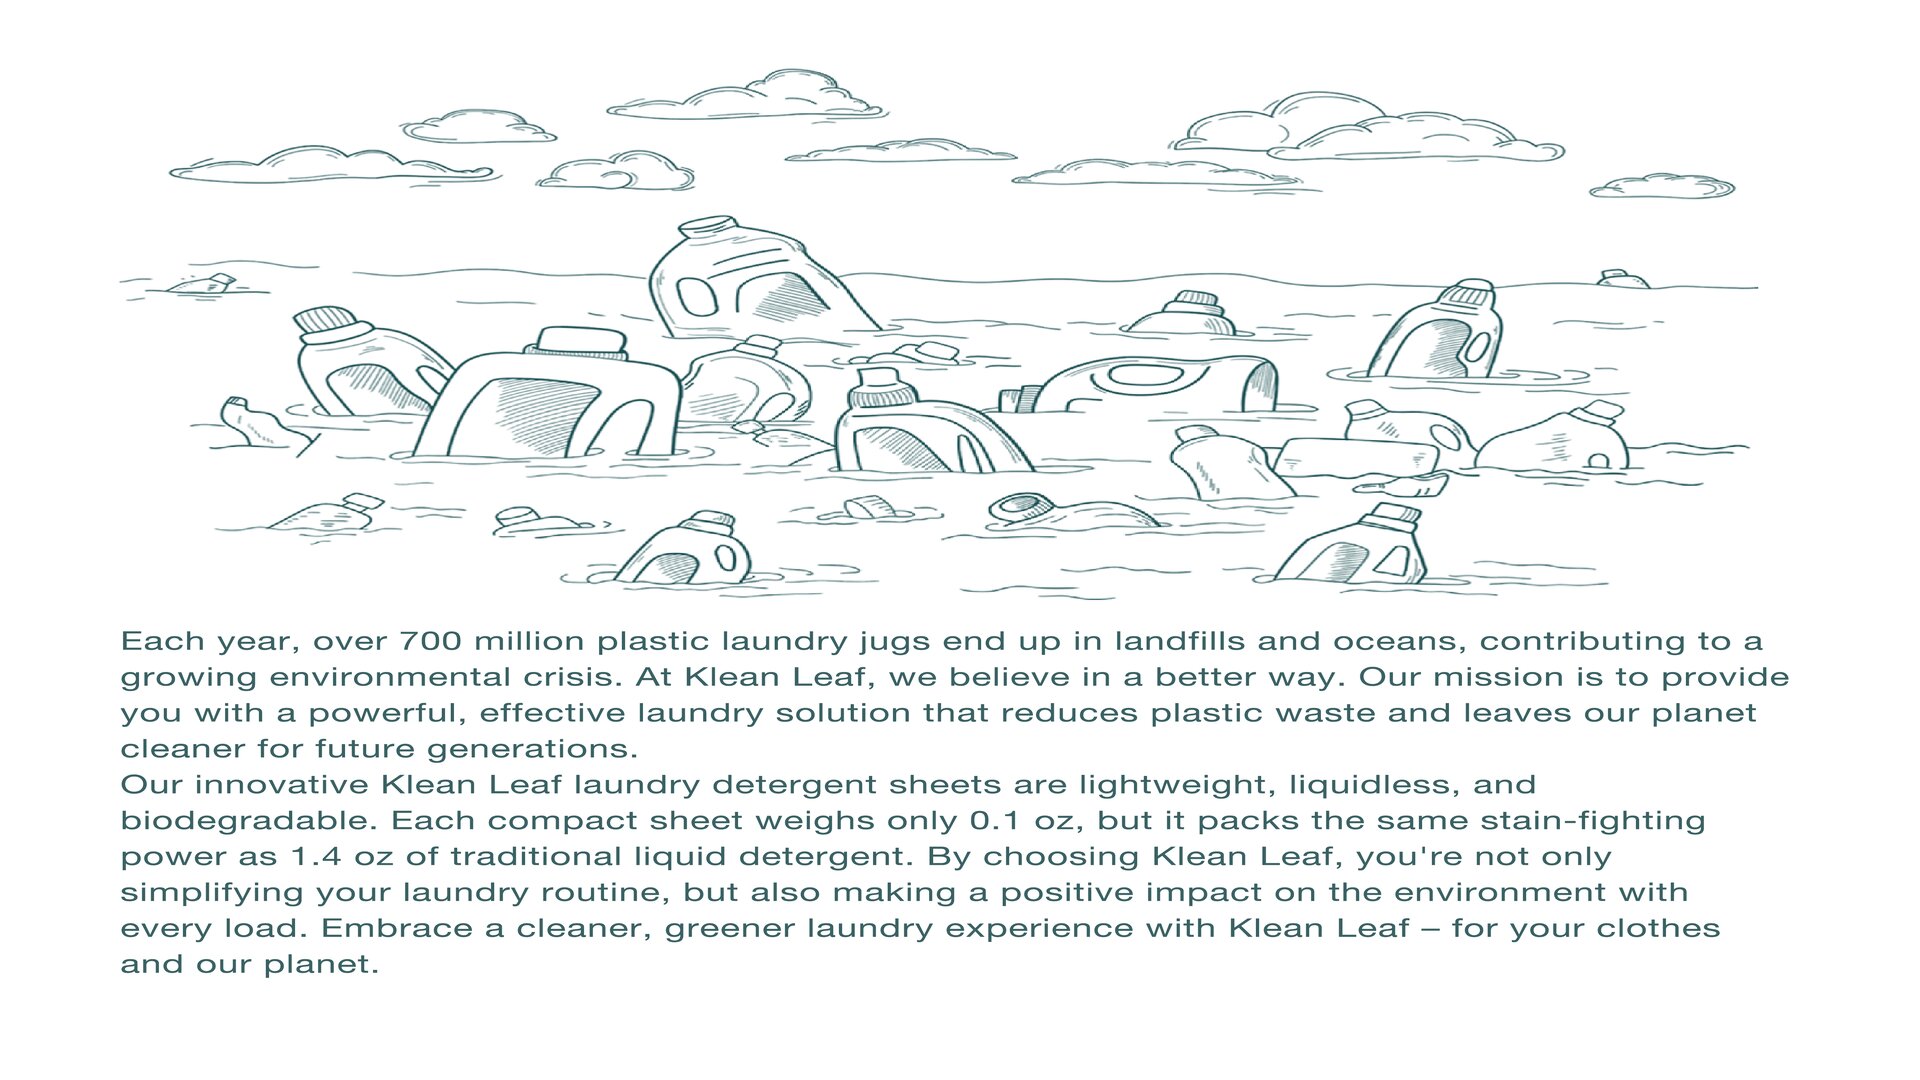 Each year, over 700 million plastic laundry jugs end up in landfills and oceans, contributing to a
growing environmental crisis. At Klean Leaf, we believe in a better way. Our mission is to provide
you with a powerful, effective laundry solution that reduces plastic waste and leaves our planet
cleaner for future generations.
Our innovative Klean Leaf laundry detergent sheets are lightweight, liquidless, and
biodegradable. Each compact sheet weighs only 0.1 oz, but it packs the same stain-fighting
power as 1.4 oz of traditional liquid detergent. By choosing Klean Leaf, you're not only
simplifying your laundry routine, but also making a positive impact on the environment with
every load. Embrace a cleaner, greener laundry experience with Klean Leaf – for your clothes
and our planet.